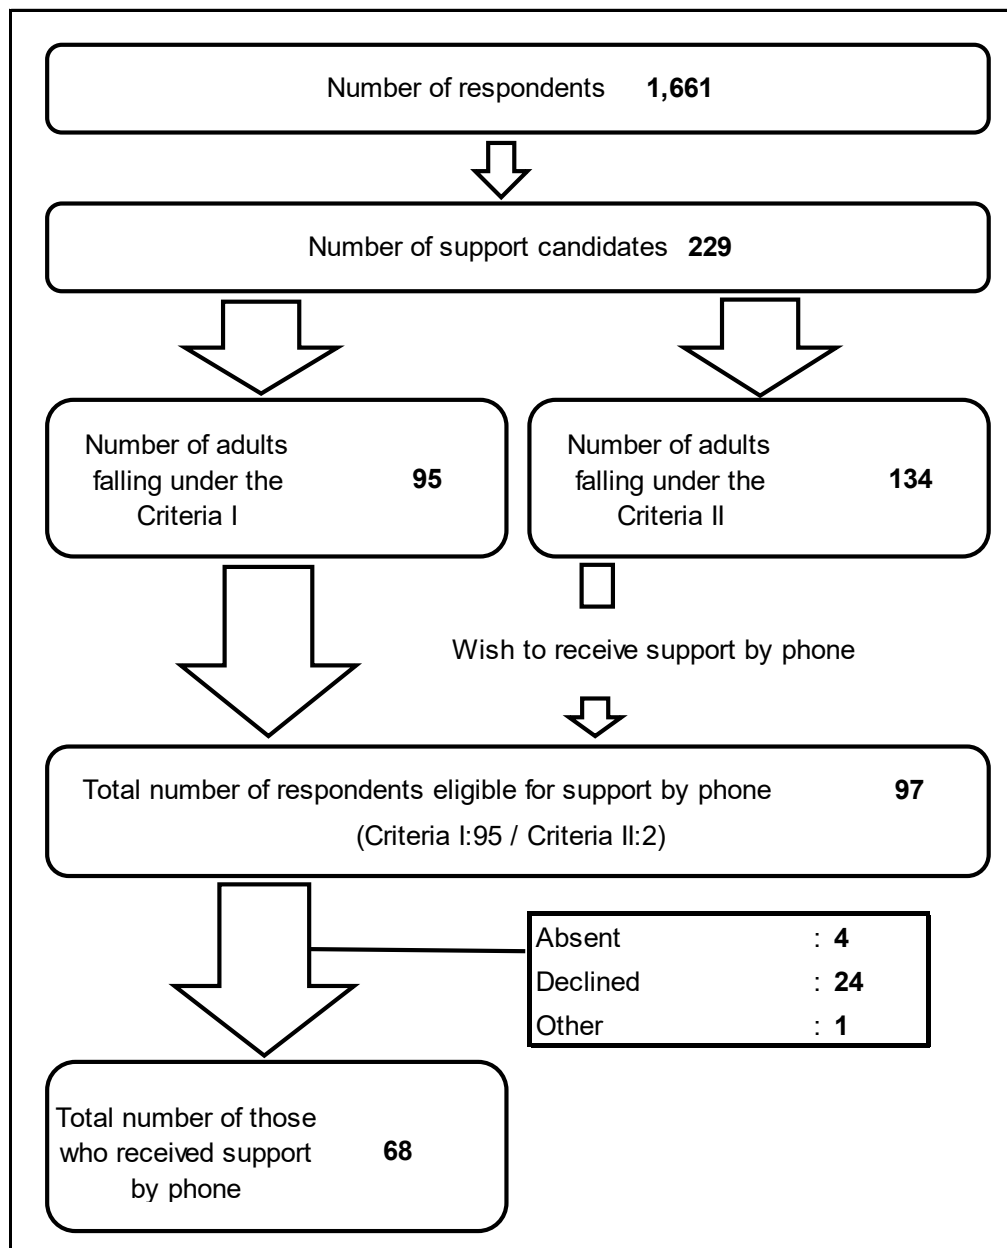 Number of respondents 1,661
Number of support candidates 229
Number of adults
falling under the
Criteria I
95
Number of adults
falling under the
Criteria II
134
Wish to receive support by phone
Total number of respondents eligible for support by phone 97
(Criteria I:95 / Criteria II:2)
Absent : 4
Declined : 24
Other : 1
Total number of those
who received support
by phone
68